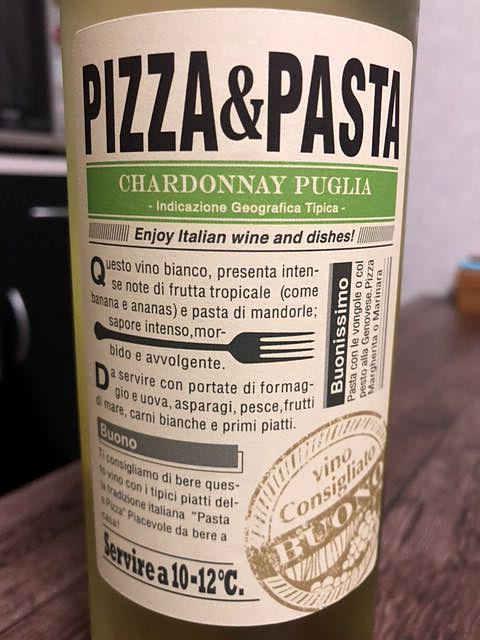 PIZZA&PASTA
CHARDONNAY PUGLIA
- Indicazione Geografica Tipica -
Enjoy Italian wine and dishes!
Questo vino bianco, presenta inten-
se note di frutta tropicale (come
banana e ananas) e pasta di mandorle;
sapore intenso,mor-
bido e avvolgente.
Da servire con portate di formag-
gio e uova, asparagi, pesce,frutti
di mare, carni bianche e primi piatti.
Buonissimo
Pasta con le vongole o col
pesto alla Genovese.Pizza
Margherita o Marinara
Buono
Ti consigliamo di bere ques-
to vino con i tipici piatti del-
la tradizione italiana "Pasta
e Pizza" Piacevole da bere a
casa!
Servire a 10-12°C.
vino
Consigliato
BUONO